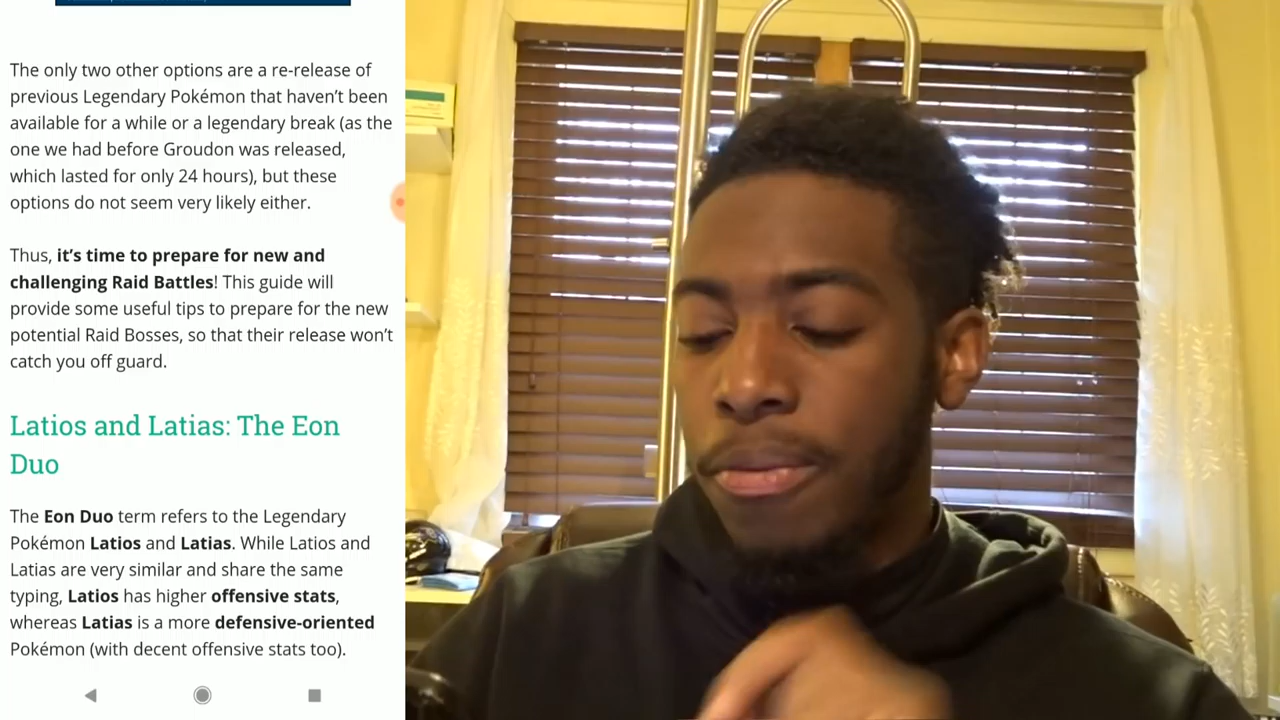 The only two other options are a re-release of
previous Legendary Pokémon that haven’t been
available for a while or a legendary break (as the
one we had before Groudon was released,
which lasted for only 24 hours), but these
options do not seem very likely either.
Thus, it’s time to prepare for new and
challenging Raid Battles! This guide will
provide some useful tips to prepare for the new
potential Raid Bosses, so that their release won’t
catch you off guard.
Latios and Latias: The Eon
Duo
The Eon Duo term refers to the Legendary
Pokémon Latios and Latias. While Latios and
Latias are very similar and share the same
typing, Latios has higher offensive stats,
whereas Latias is a more defensive-oriented
Pokémon (with decent offensive stats too).